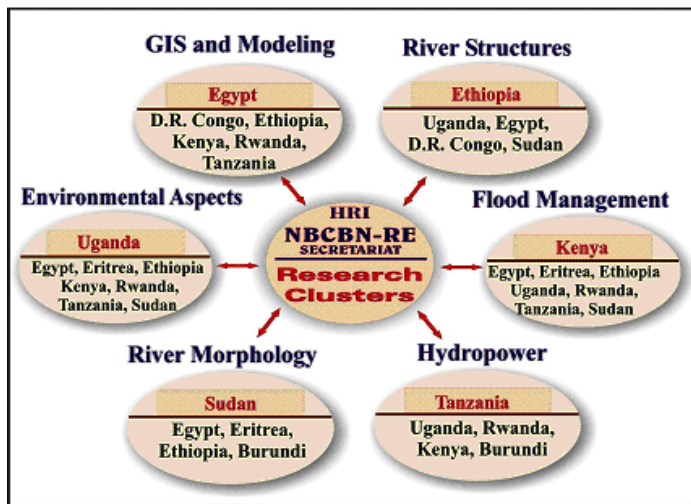 GIS and Modeling
Egypt
D.R. Congo, Ethiopia,
Kenya, Rwanda,
Tanzania
River Structures
Ethiopia
Uganda, Egypt,
D.R. Congo, Sudan
Environmental Aspects
Uganda
Egypt, Eritrea, Ethiopia
Kenya, Rwanda,
Tanzania, Sudan
HRI
NBCBN-RE
SECRETARIAT
Research
Clusters
Flood Management
Kenya
Egypt, Eritrea, Ethiopia
Uganda, Rwanda,
Tanzania, Sudan
River Morphology
Sudan
Egypt, Eritrea,
Ethiopia, Burundi
Hydropower
Tanzania
Uganda, Rwanda,
Kenya, Burundi